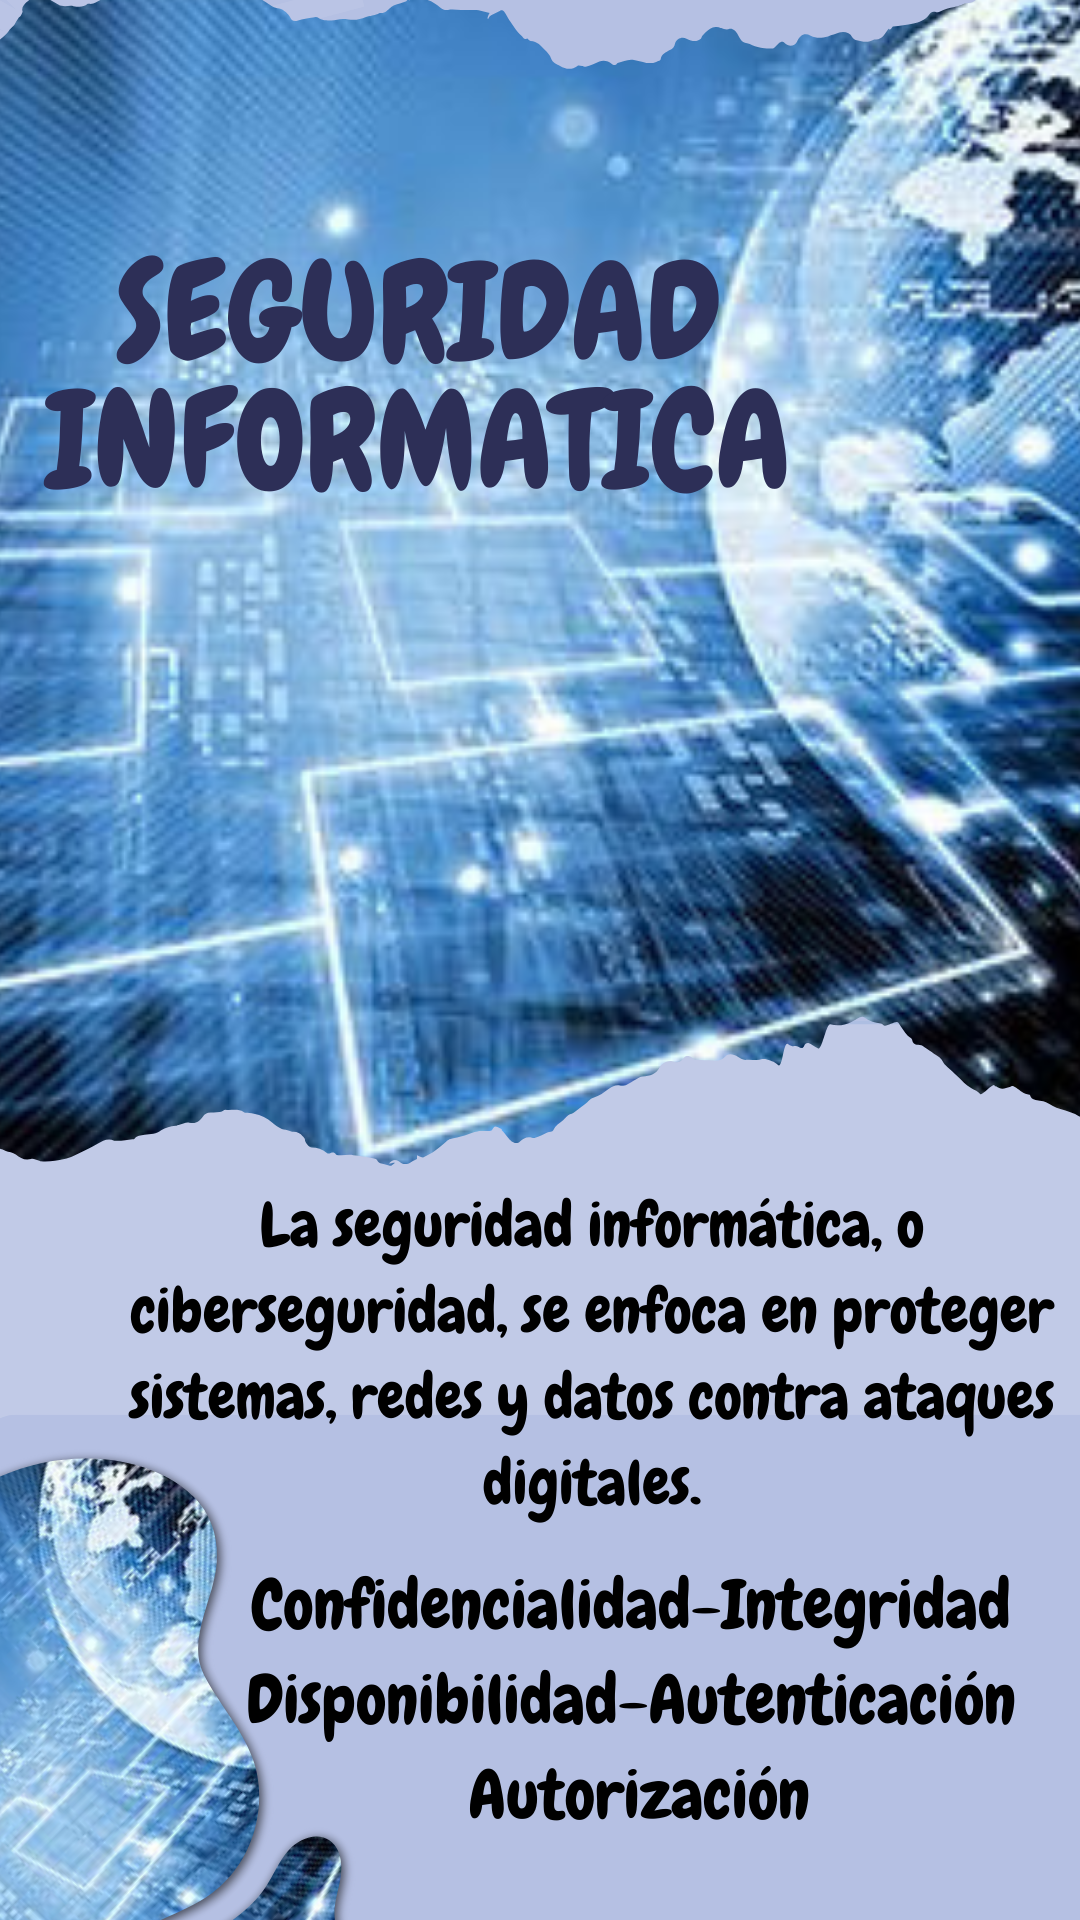 SEGURIDAD
INFORMATICA
La seguridad informática, o
ciberseguridad, se enfoca en proteger
sistemas, redes y datos contra ataques
digitales.
Confidencialidad-Integridad
Disponibilidad-Autenticación
Autorización